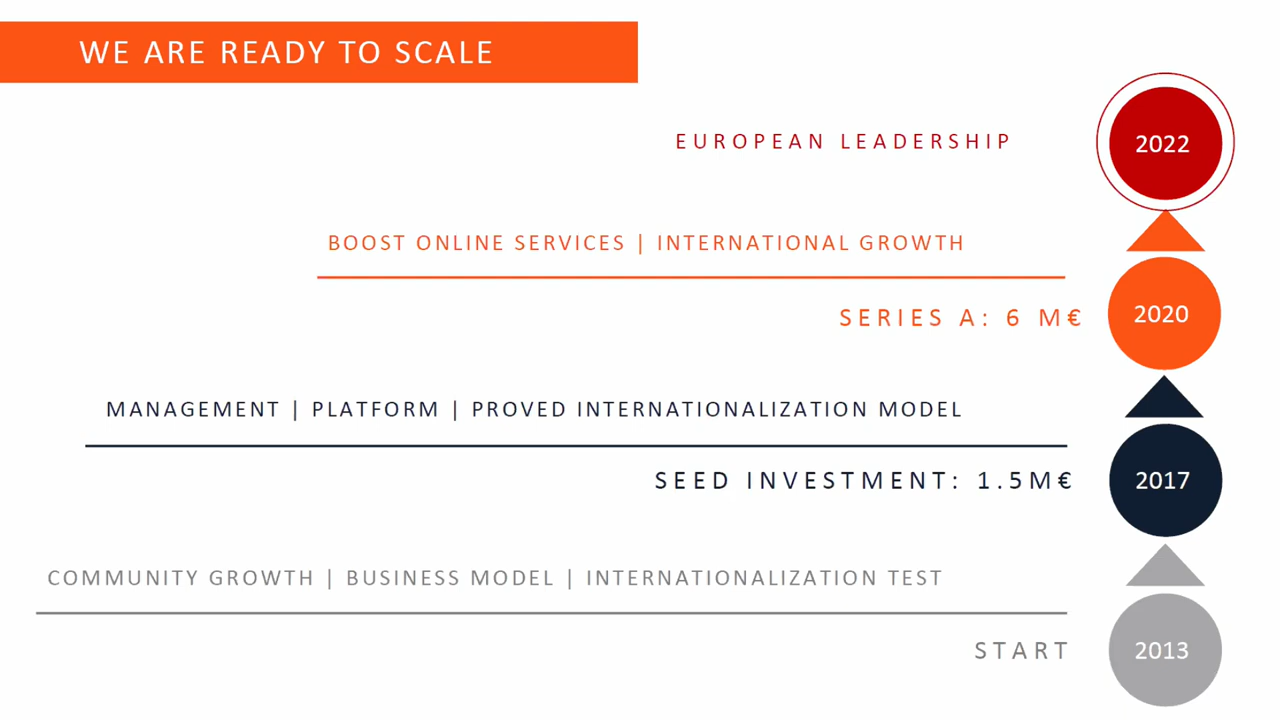 WE ARE READY TO SCALE
EUROPEAN LEADERSHIP
2022
BOOST ONLINE SERVICES | INTERNATIONAL GROWTH
SERIES A: 6 M€
2020
MANAGEMENT | PLATFORM | PROVED INTERNATIONALIZATION MODEL
SEED INVESTMENT: 1.5M€
2017
COMMUNITY GROWTH | BUSINESS MODEL | INTERNATIONALIZATION TEST
START
2013